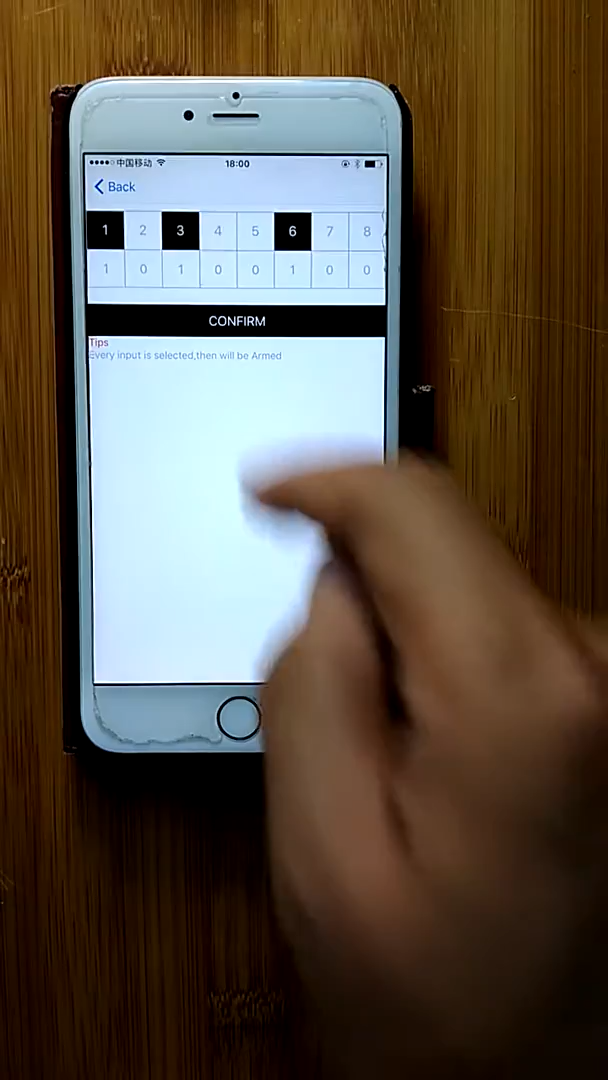 中国移动 18:00
Back
1 2 3 4 5 6 7 8
1 0 1 0 0 1 0 0
CONFIRM
Tips
Every input is selected,then will be Armed